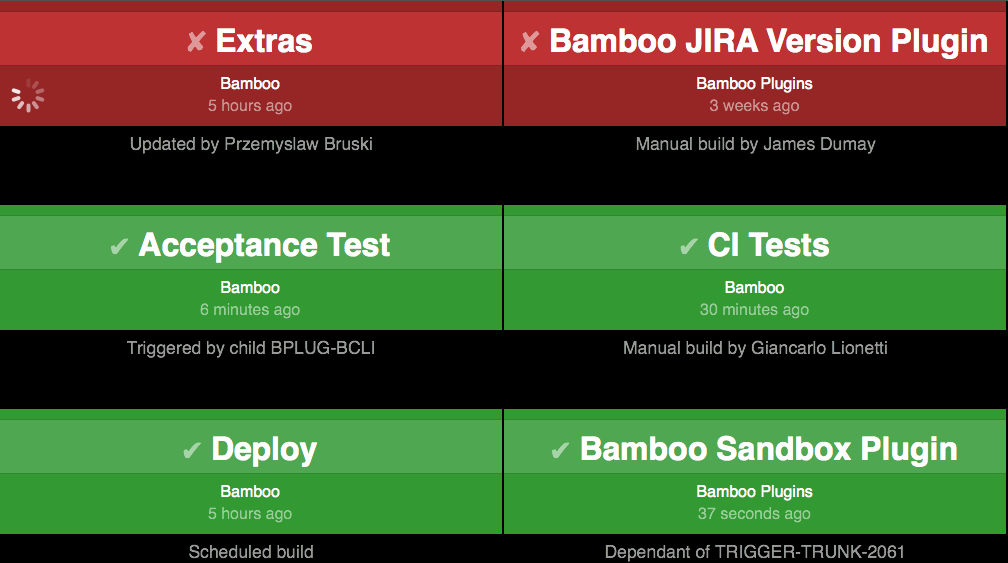 ✘ Extras
Bamboo
5 hours ago
Updated by Przemyslaw Bruski
✘ Bamboo JIRA Version Plugin
Bamboo Plugins
3 weeks ago
Manual build by James Dumay
✔ Acceptance Test
Bamboo
6 minutes ago
Triggered by child BPLUG-BCLI
✔ CI Tests
Bamboo
30 minutes ago
Manual build by Giancarlo Lionetti
✔ Deploy
Bamboo
5 hours ago
Scheduled build
✔ Bamboo Sandbox Plugin
Bamboo Plugins
37 seconds ago
Dependant of TRIGGER-TRUNK-2061